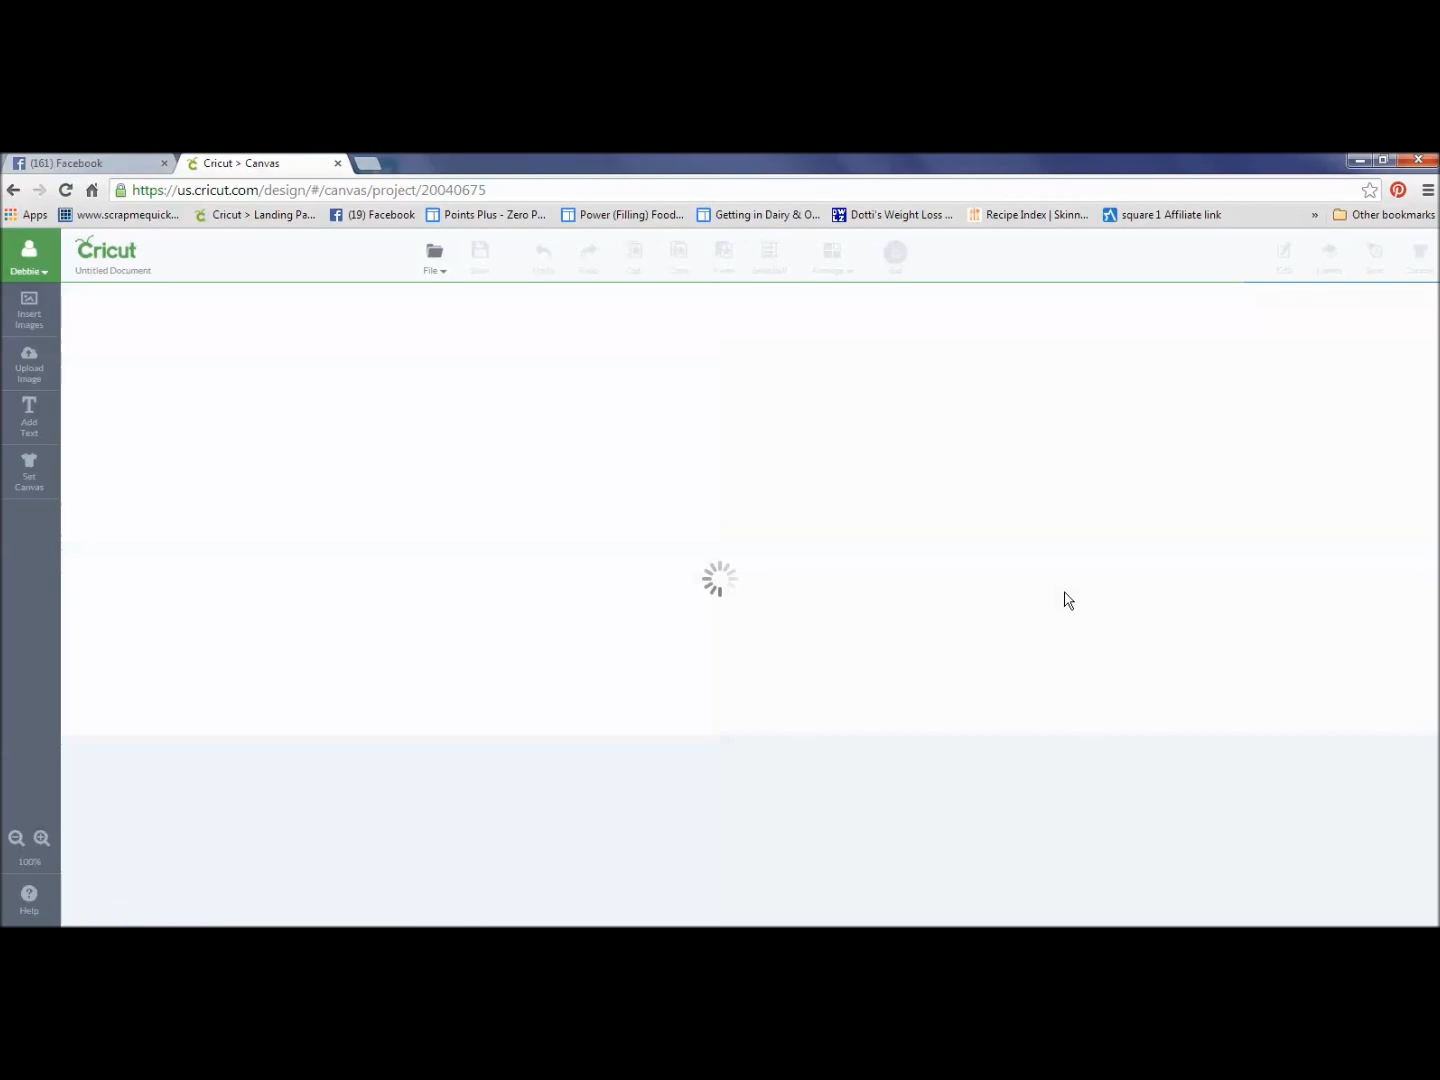 (161) Facebook
Cricut > Canvas
https://us.cricut.com/design/#/canvas/project/20040675
Apps www.scrapmequick... Cricut > Landing Pa... (19) Facebook Points Plus - Zero P... Power (Filling) Food... Getting in Dairy & O... Dotti's Weight Loss ... Recipe Index | Skinn... square 1 Affiliate link » Other bookmarks
Debbie
Cricut
Untitled Document
File
Insert
Images
Upload
Image
Add
Text
Set
Canvas
100%
Help